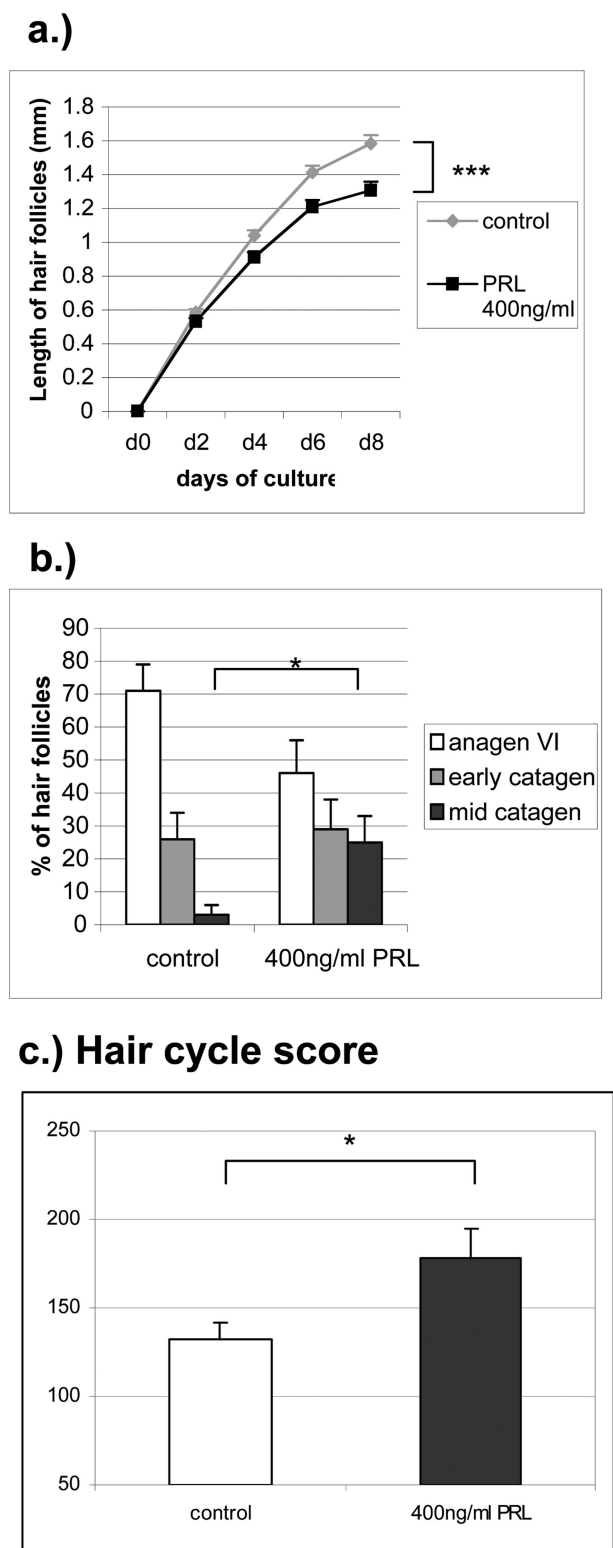 a.)
Length of hair follicles (mm)
1.8
1.6
1.4
1.2
1
0.8
0.6
0.4
0.2
0
d0 d2 d4 d6 d8
days of culture
***
control
PRL
400ng/ml
b.)
% of hair follicles
90
80
70
60
50
40
30
20
10
0
*
control 400ng/ml PRL
anagen VI
early catagen
mid catagen
c.) Hair cycle score
250
200
150
100
50
*
control 400ng/ml PRL